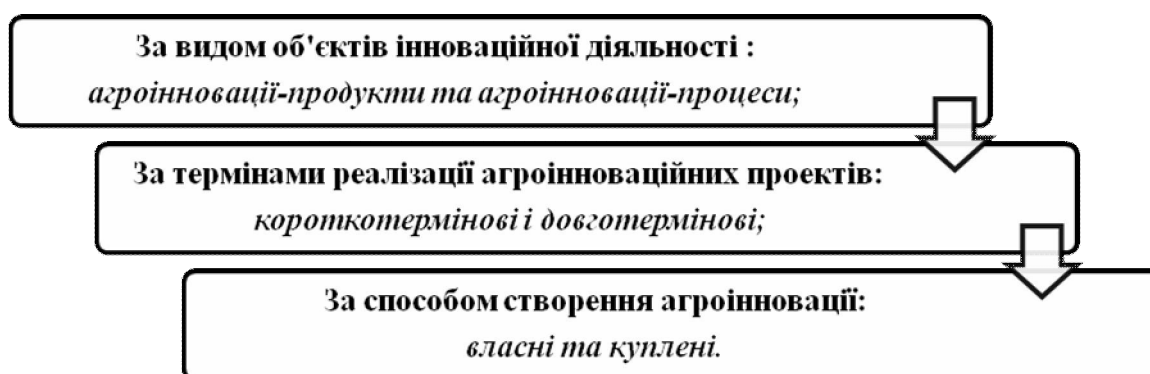 За видом об'єктів інноваційної діяльності :
агроінновації-продукти та агроінновації-процеси;
За термінами реалізації агроінноваційних проектів:
короткотермінові і довготермінові;
За способом створення агроінновації:
власні та куплені.